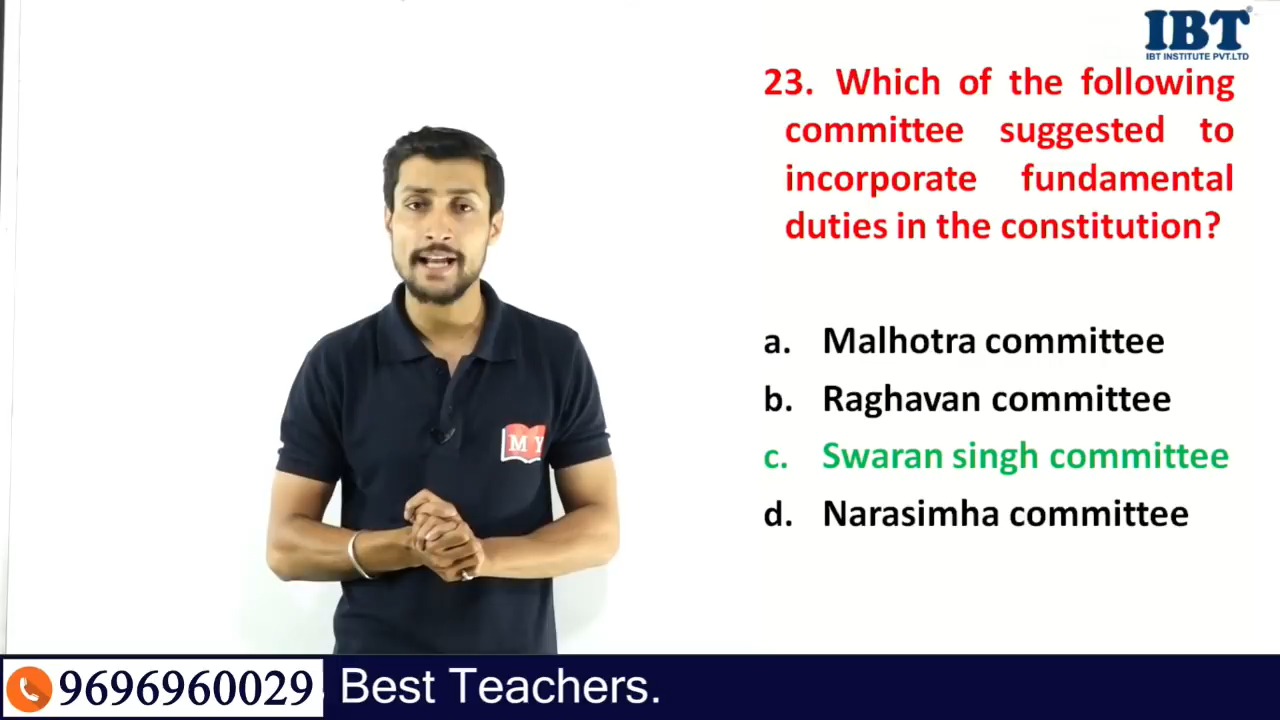 IBT
IBT INSTITUTE PVT.LTD
23. Which of the following
committee suggested to
incorporate fundamental
duties in the constitution?
a. Malhotra committee
b. Raghavan committee
c. Swaran singh committee
d. Narasimha committee
M Y
9696960029
Best Teachers.